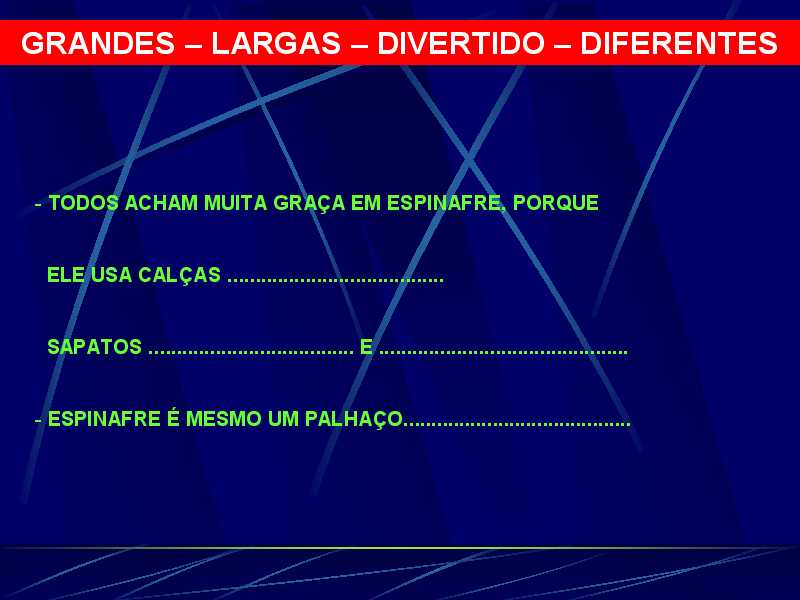 GRANDES – LARGAS – DIVERTIDO – DIFERENTES
- TODOS ACHAM MUITA GRAÇA EM ESPINAFRE, PORQUE
ELE USA CALÇAS .......................................
SAPATOS ..................................... E .............................................
- ESPINAFRE É MESMO UM PALHAÇO.........................................